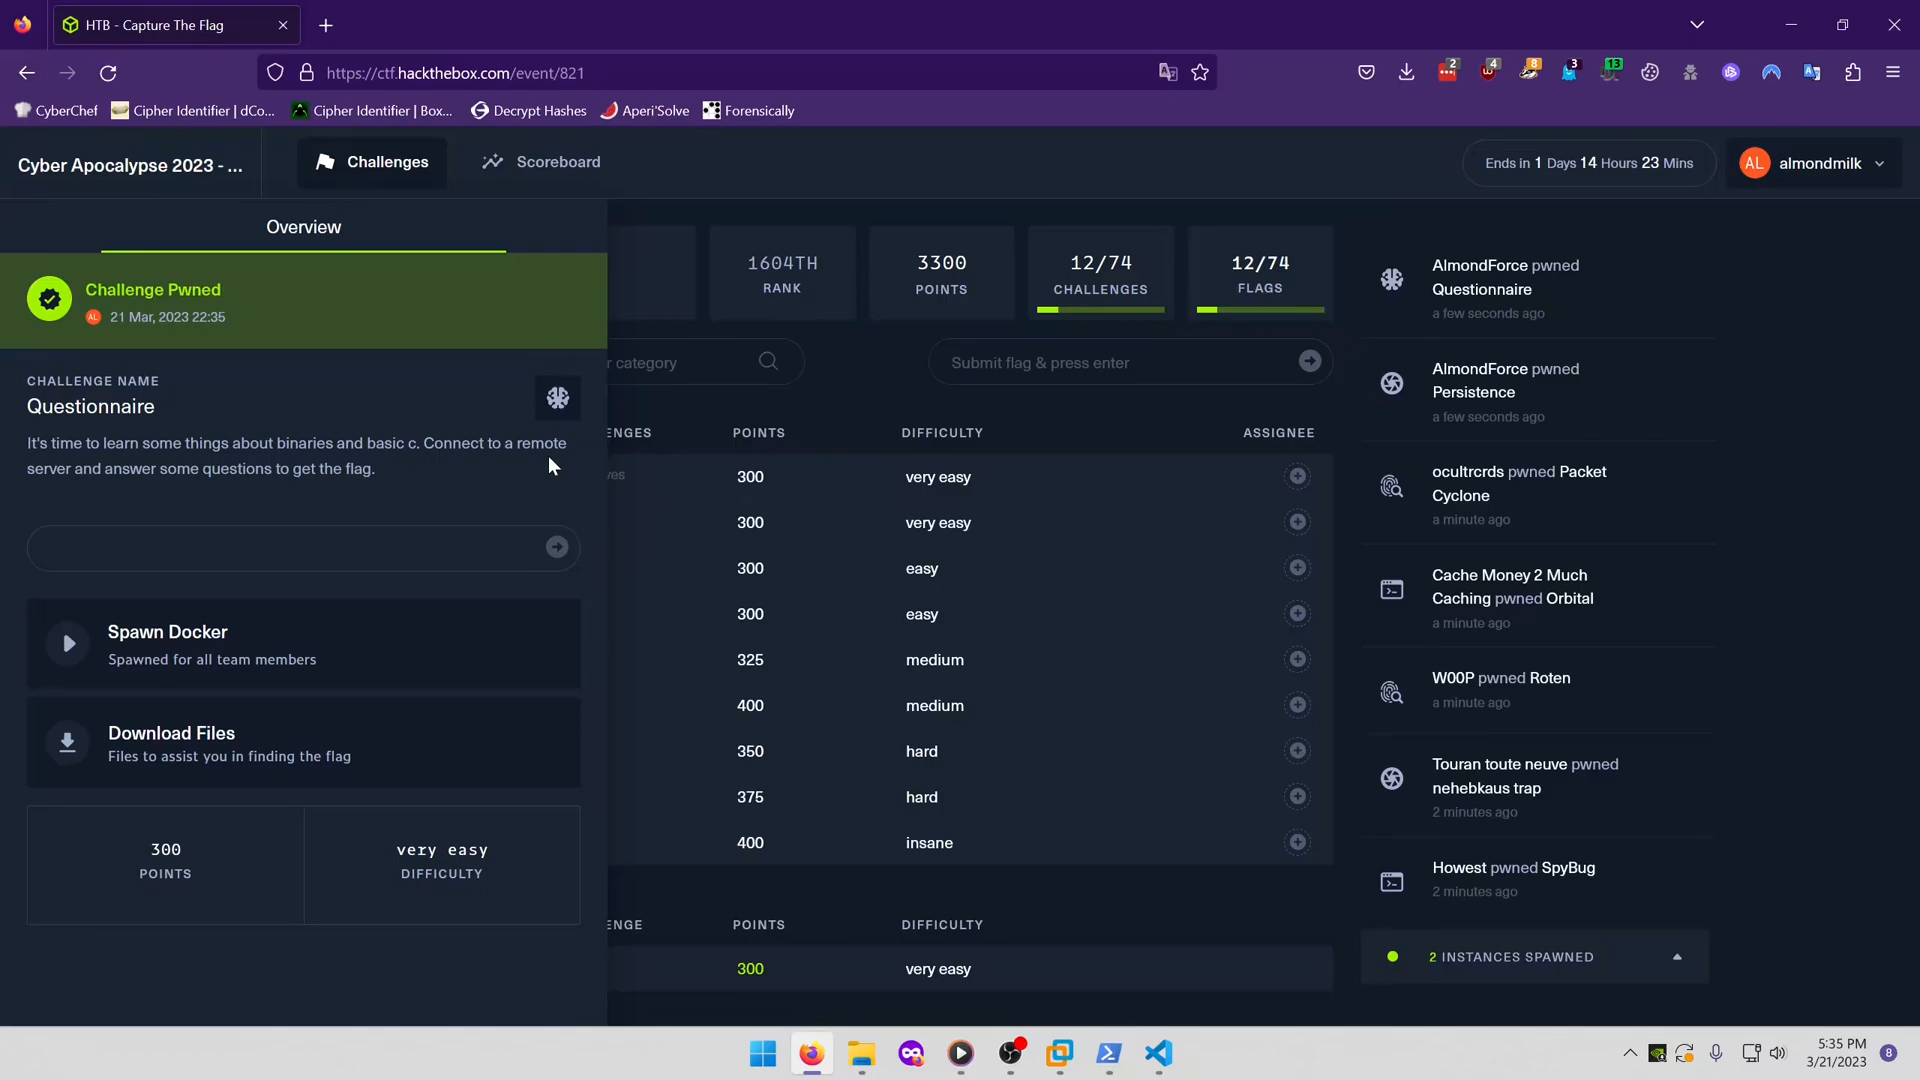 HTB - Capture The Flag
https://ctf.hackthebox.com/event/821
2
4
8
3
13
CyberChef
Cipher Identifier | dCo...
Cipher Identifier | Box...
Decrypt Hashes
Aperi'Solve
Forensically
Cyber Apocalypse 2023 - ...
Challenges
Scoreboard
Ends in 1 Days 14 Hours 23 Mins
AL
almondmilk
Overview
Challenge Pwned
AL 21 Mar, 2023 22:35
CHALLENGE NAME
Questionnaire
It's time to learn some things about binaries and basic c. Connect to a remote
server and answer some questions to get the flag.
Spawn Docker
Spawned for all team members
Download Files
Files to assist you in finding the flag
300
POINTS
very easy
DIFFICULTY
1604TH
RANK
3300
POINTS
12/74
CHALLENGES
12/74
FLAGS
r category
Submit flag & press enter
ENGES
POINTS
DIFFICULTY
ASSIGNEE
ves
300
very easy
300
very easy
300
easy
300
easy
325
medium
400
medium
350
hard
375
hard
400
insane
ENGE
POINTS
DIFFICULTY
300
very easy
AlmondForce pwned
Questionnaire
a few seconds ago
AlmondForce pwned
Persistence
a few seconds ago
ocultrcrds pwned Packet
Cyclone
a minute ago
Cache Money 2 Much
Caching pwned Orbital
a minute ago
W00P pwned Roten
a minute ago
Touran toute neuve pwned
nehebkaus trap
2 minutes ago
Howest pwned SpyBug
2 minutes ago
2 INSTANCES SPAWNED
5:35 PM
3/21/2023
8